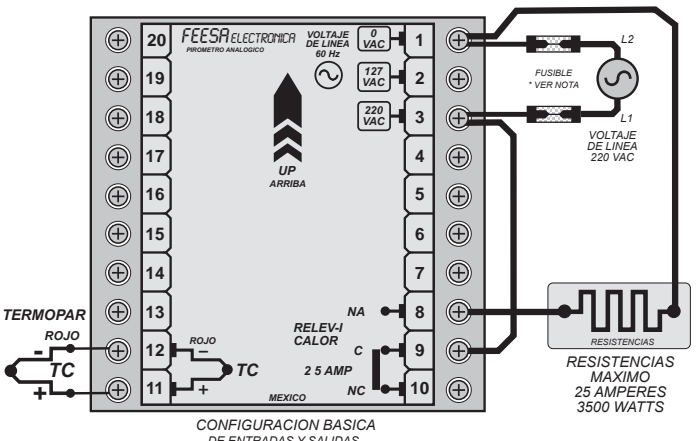 20
FEESA ELECTRONICA
PIROMETRO ANALOGICO
VOLTAJE
DE LINEA
60 Hz
0
VAC
1
19
127
VAC
2
18
220
VAC
3
17
4
16
5
15
6
14
7
13
NA
8
12
ROJO
–
TC
RELEV-I
CALOR
C
9
11
+
2 5 AMP
NC
10
UP
ARRIBA
MEXICO
L2
FUSIBLE
* VER NOTA
L1
VOLTAJE
DE LINEA
220 VAC
TERMOPAR
ROJO
-
TC
+
RESISTENCIAS
RESISTENCIAS
MAXIMO
25 AMPERES
3500 WATTS
CONFIGURACION BASICA
DE ENTRADAS Y SALIDAS